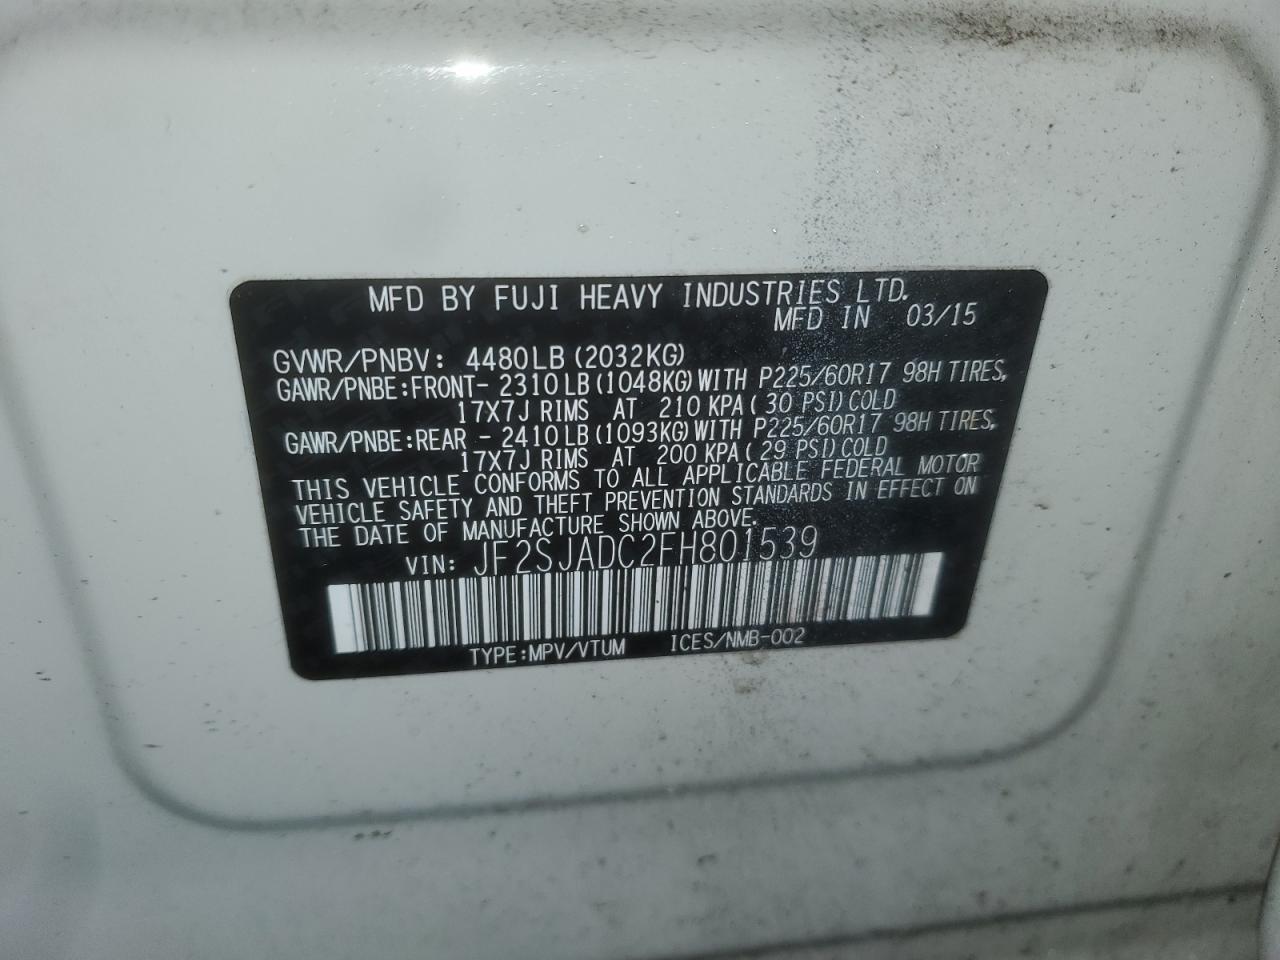 MFD BY FUJI HEAVY INDUSTRIES LTD.
MFD IN 03/15
GVWR/PNBV: 4480LB (2032KG)
GAWR/PNBE:FRONT- 2310LB (1048KG) WITH P225/60R17 98H TIRES,
17X7J RIMS AT 210 KPA ( 30 PSI) COLD
GAWR/PNBE:REAR - 2410LB (1093KG) WITH P225/60R17 98H TIRES,
17X7J RIMS AT 200 KPA ( 29 PSI) COLD
THIS VEHICLE CONFORMS TO ALL APPLICABLE FEDERAL MOTOR
VEHICLE SAFETY AND THEFT PREVENTION STANDARDS IN EFFECT ON
THE DATE OF MANUFACTURE SHOWN ABOVE.
VIN: JF2SJADC2FH801539
TYPE:MPV/VTUM ICES/NMB-002